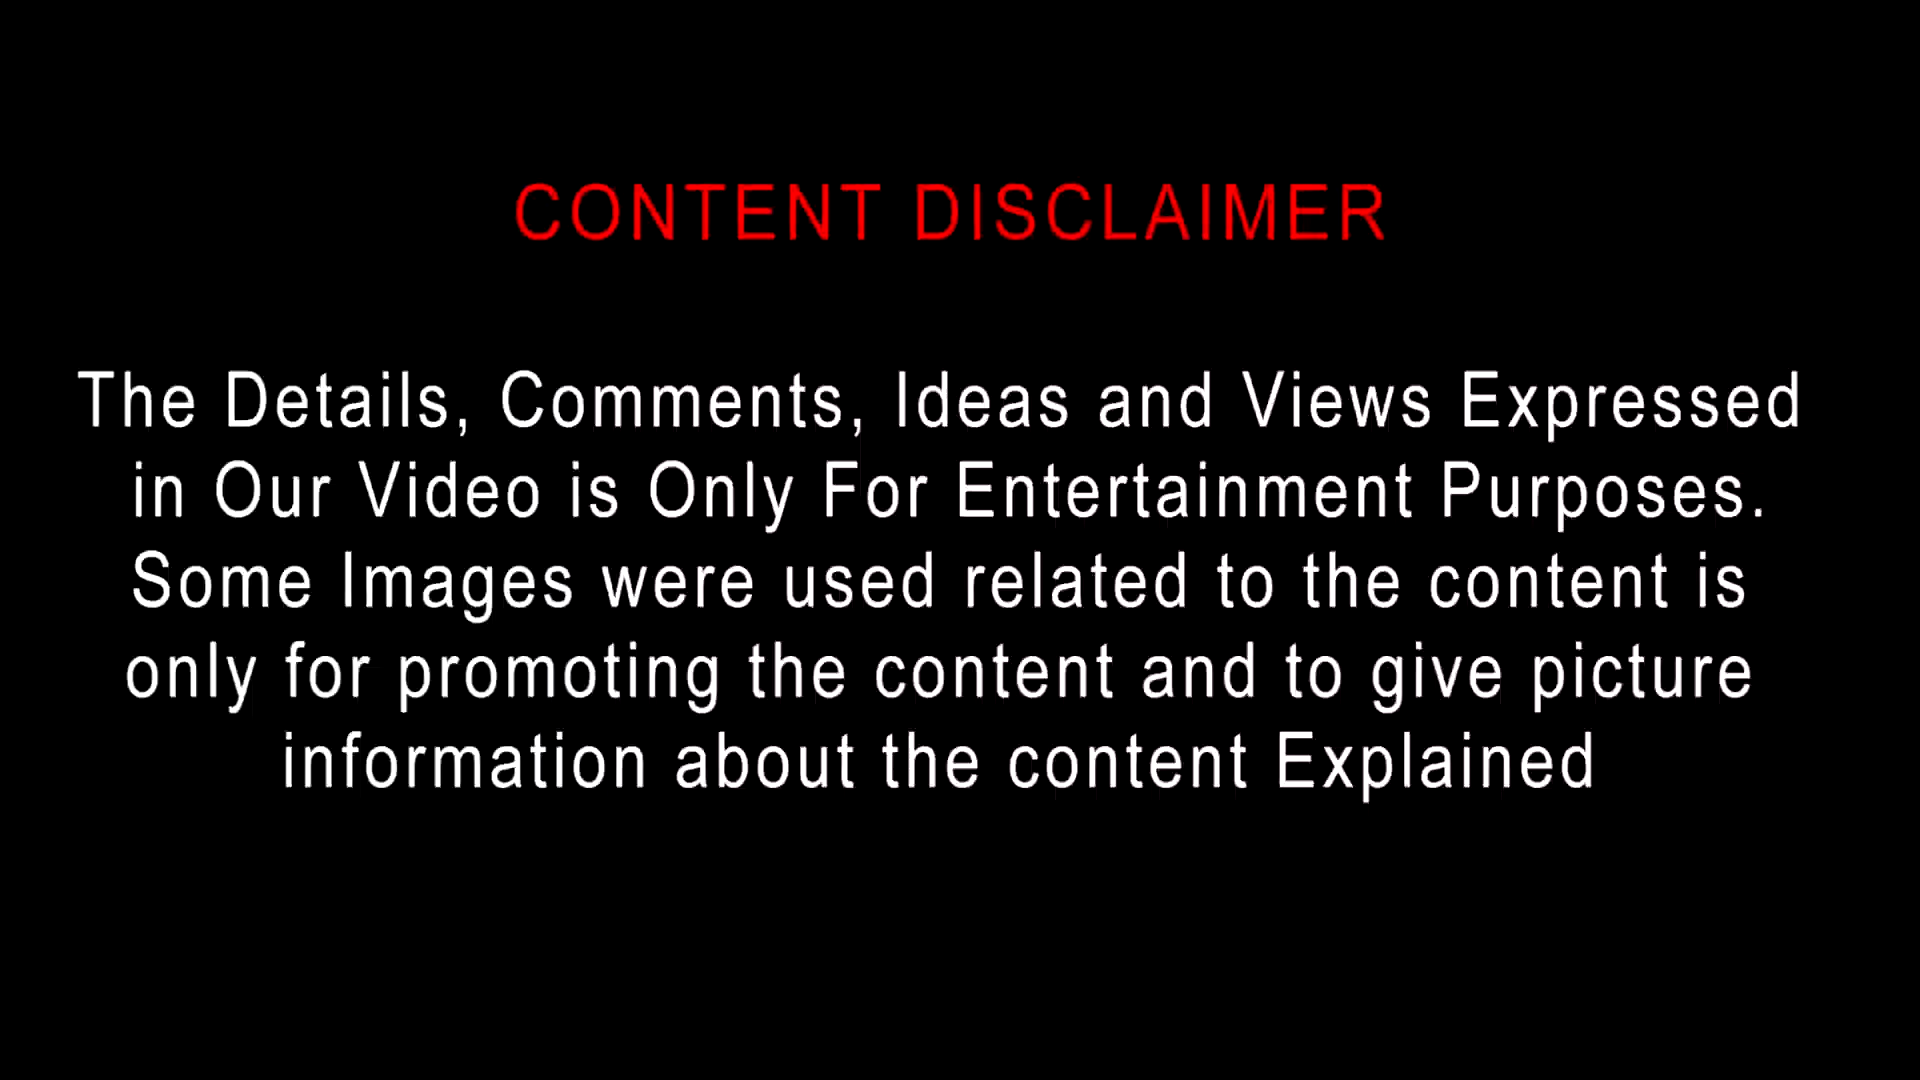 CONTENT DISCLAIMER
The Details, Comments, Ideas and Views Expressed
in Our Video is Only For Entertainment Purposes.
Some Images were used related to the content is
only for promoting the content and to give picture
information about the content Explained